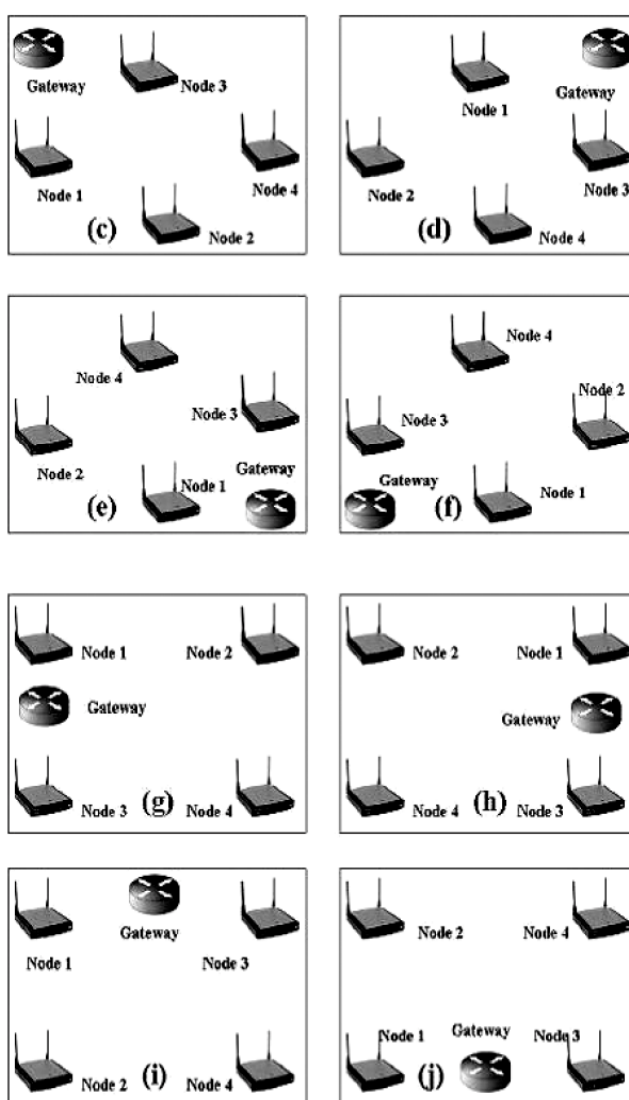 Gateway
Node 3
Node 1
Node 4
(c)
Node 2
Node 1
Gateway
Node 2
Node 3
(d)
Node 4
Node 4
Node 3
Node 2
Gateway
Node 1
(e)
Node 4
Node 2
Node 3
Gateway
Node 1
(f)
Node 1
Node 2
Gateway
Node 3
(g)
Node 4
Node 2
Node 1
Gateway
Node 4
(h)
Node 3
Gateway
Node 1
Node 3
Node 2
(i)
Node 4
Node 2
Node 4
Node 1
Gateway
Node 3
(j)